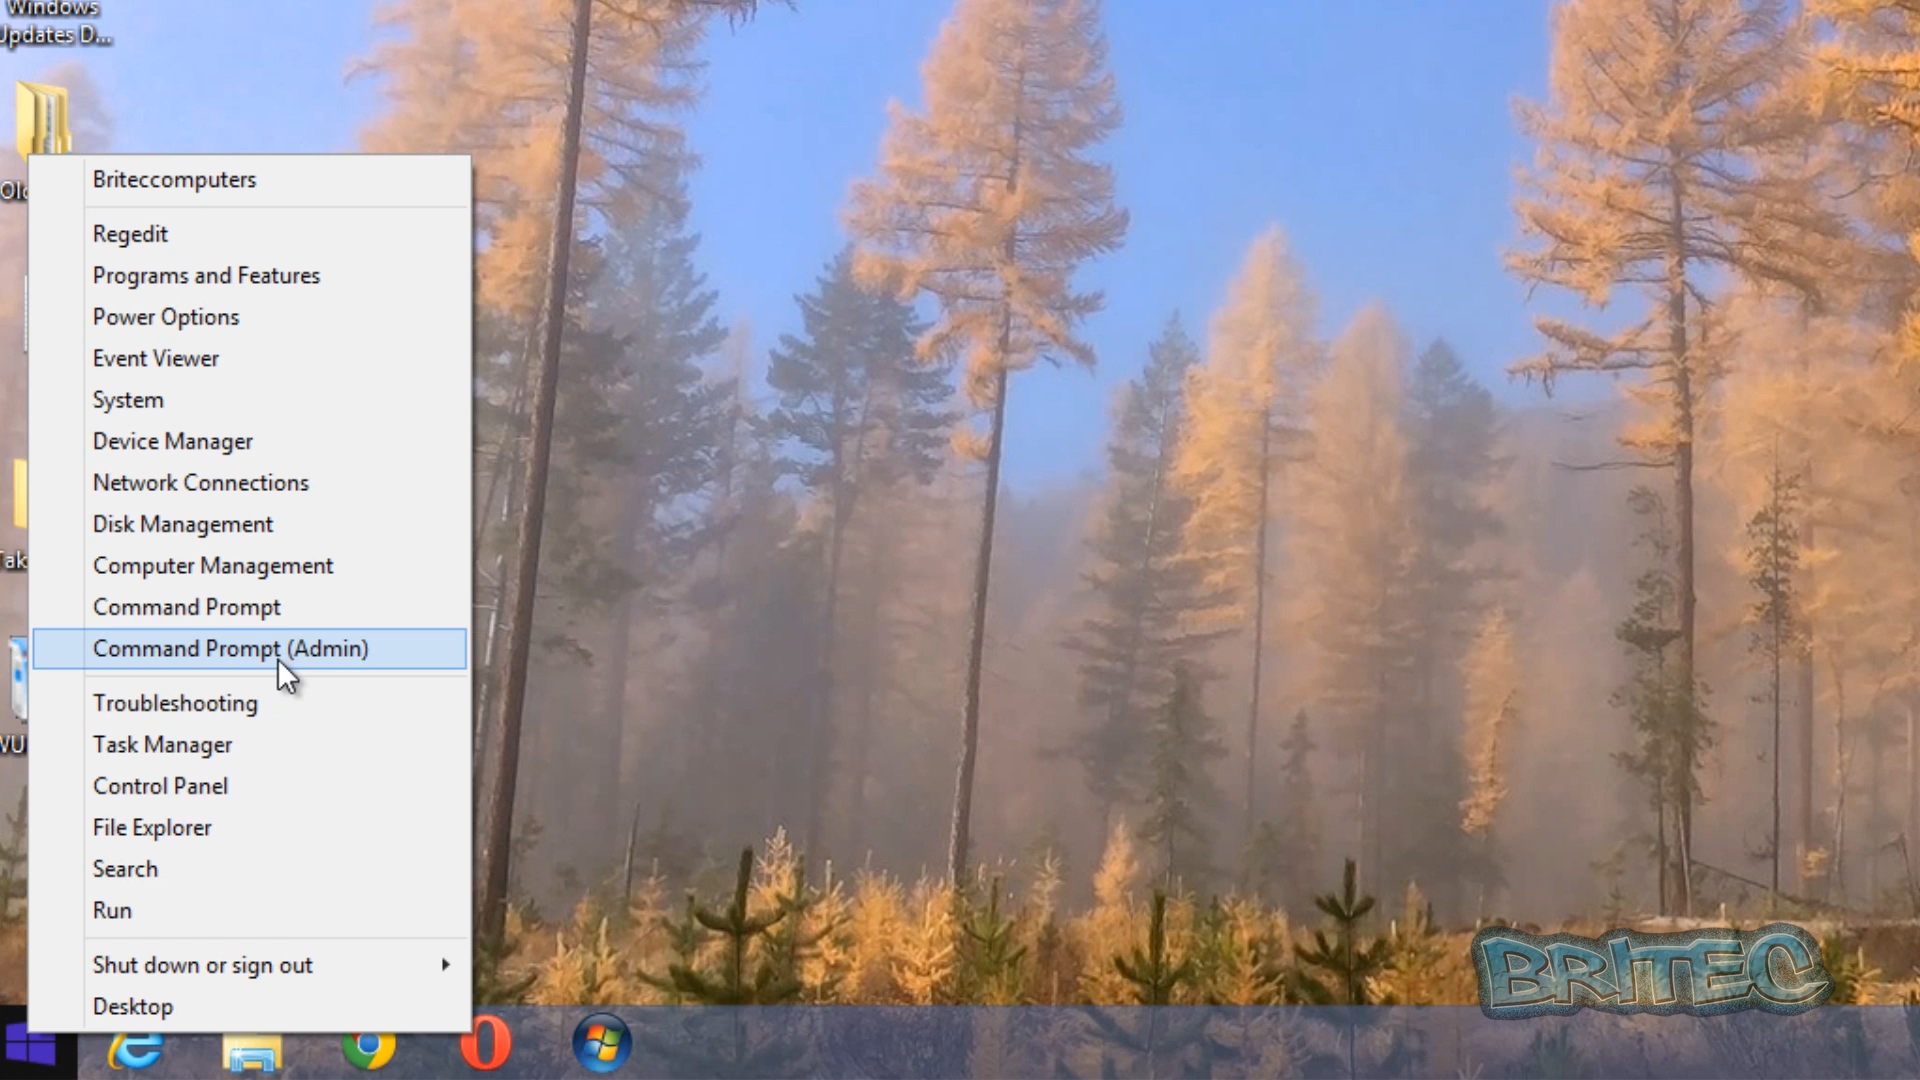 Windows
Updates D...
Briteccomputers
Regedit
Programs and Features
Power Options
Event Viewer
System
Device Manager
Network Connections
Disk Management
Computer Management
Command Prompt
Command Prompt (Admin)
Troubleshooting
Task Manager
Control Panel
File Explorer
Search
Run
Shut down or sign out
Desktop
BRITEC